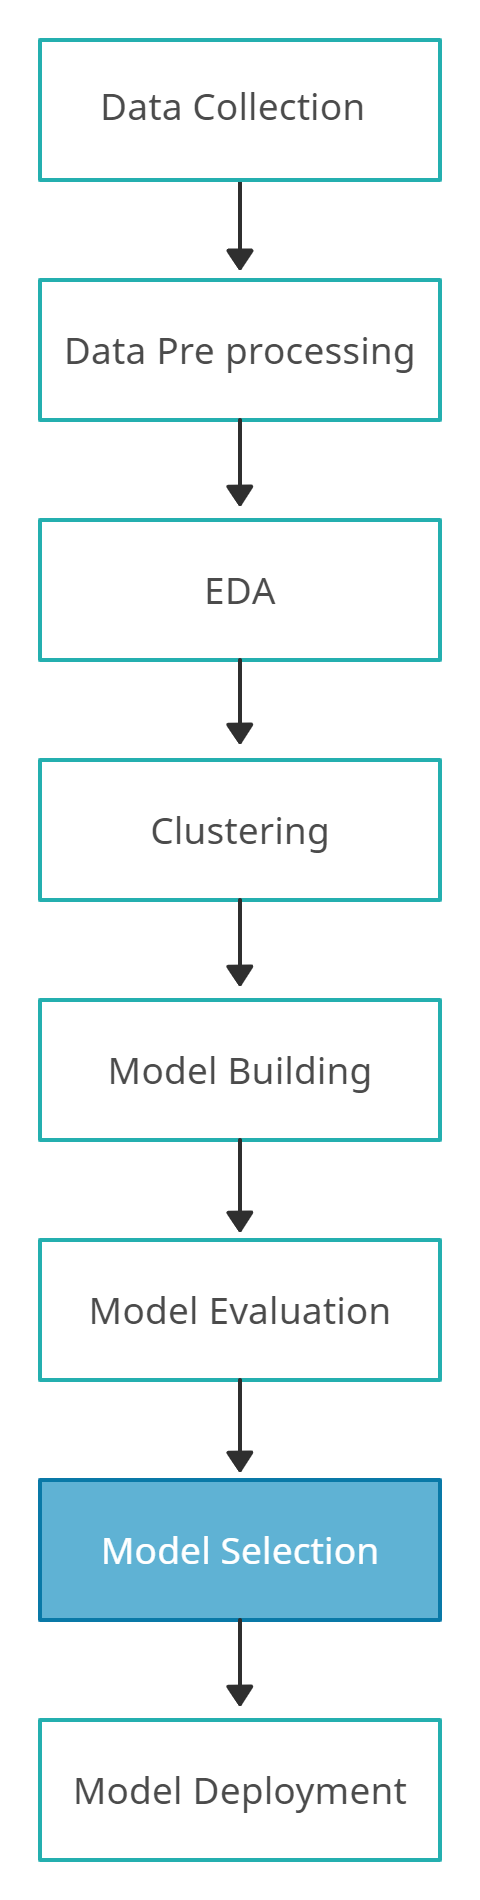 Data Collection
Data Pre processing
EDA
Clustering
Model Building
Model Evaluation
Model Selection
Model Deployment